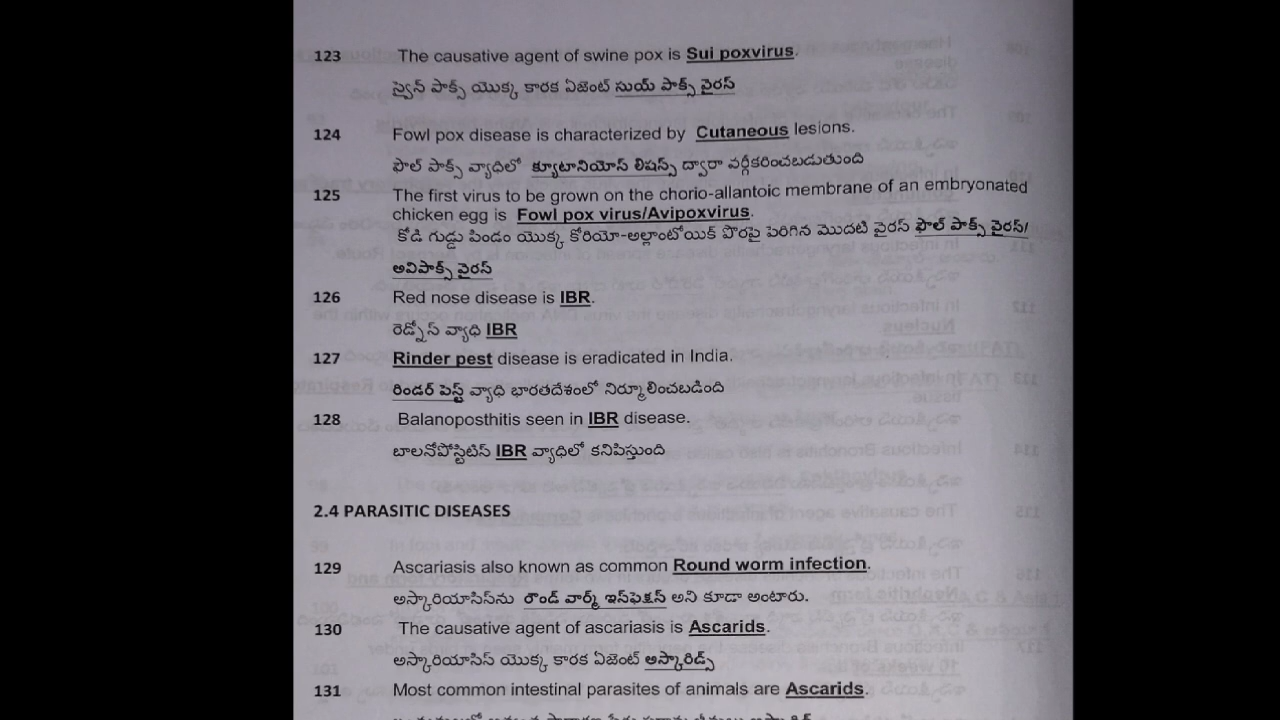 123 The causative agent of swine pox is Sui poxvirus.
స్వైన్ పాక్స్ యొక్క కారక ఏజెంట్ సుయ్ పాక్స్ వైరస్
124 Fowl pox disease is characterized by Cutaneous lesions.
ఫౌల్ పాక్స్ వ్యాధిలో క్యూటానియోస్ లిషన్స్ ద్వారా వర్గీకరించబడుతుంది
125 The first virus to be grown on the chorio-allantoic membrane of an embryonated
chicken egg is Fowl pox virus/Avipoxvirus.
కోడి గుడ్డు పిండం యొక్క కోరియో-అల్లాంటోయిక్ పొరపై పెరిగిన మొదటి వైరస్ ఫౌల్ పాక్స్ వైరస్/
అవిపాక్స్ వైరస్
126 Red nose disease is IBR.
రెడ్నోస్ వ్యాధి IBR
127 Rinder pest disease is eradicated in India.
రిండర్ పెస్ట్ వ్యాధి భారతదేశంలో నిర్మూలించబడింది
128 Balanoposthitis seen in IBR disease.
బాలనోపోస్టిటిస్ IBR వ్యాధిలో కనిపిస్తుంది
2.4 PARASITIC DISEASES
129 Ascariasis also known as common Round worm infection.
అస్కారియాసిస్‌ను రౌండ్ వార్మ్ ఇన్‌ఫెక్షన్ అని కూడా అంటారు.
130 The causative agent of ascariasis is Ascarids.
అస్కారియాసిస్ యొక్క కారక ఏజెంట్ అస్కారిడ్స్
131 Most common intestinal parasites of animals are Ascarids.